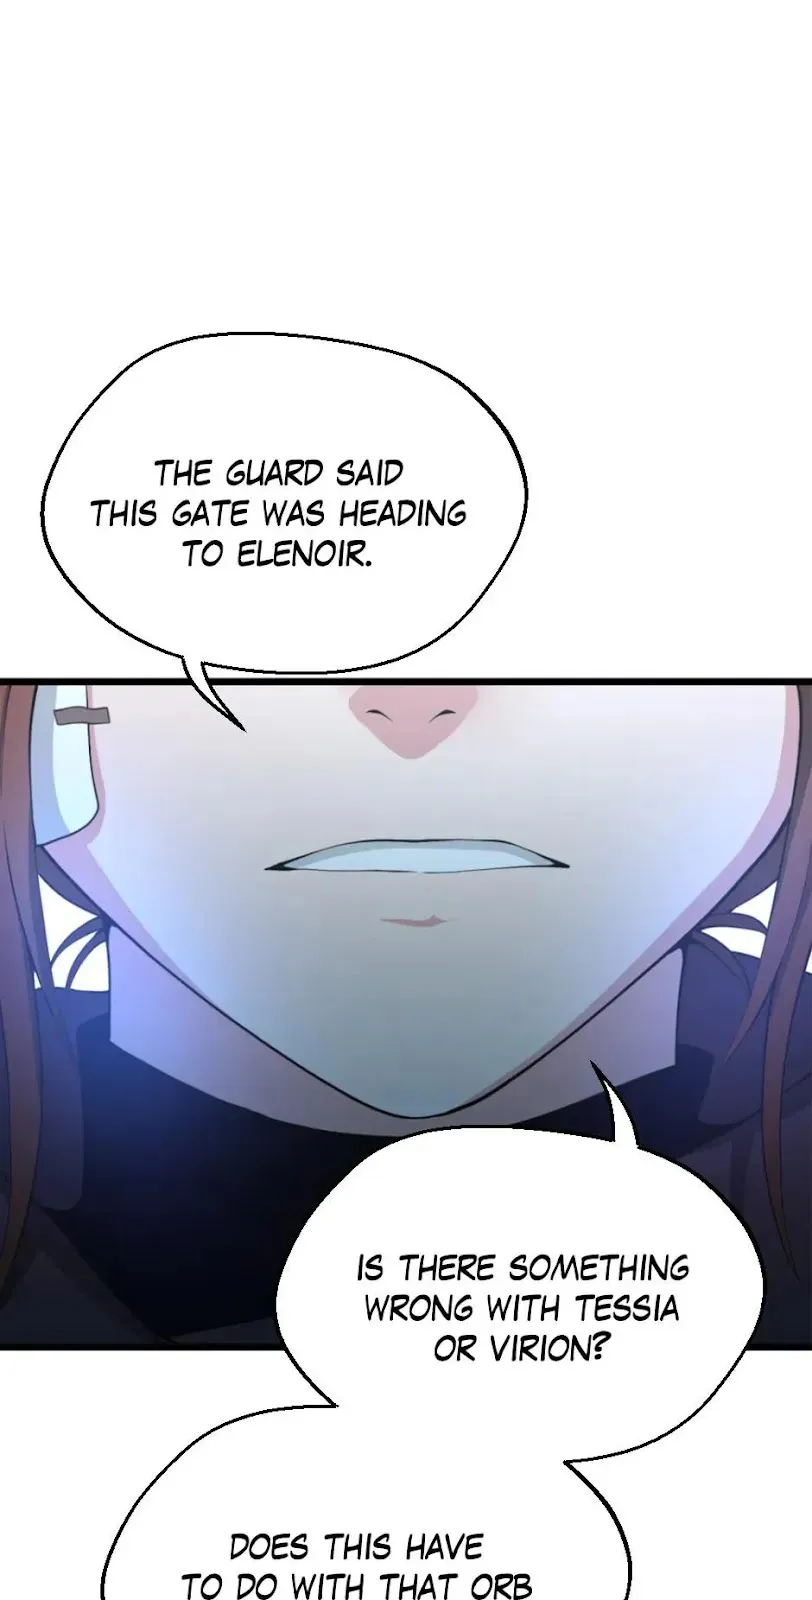 THE GUARD SAID
THIS GATE WAS HEADING
TO ELENOIR.
IS THERE SOMETHING
WRONG WITH TESSIA
OR VIRION?
DOES THIS HAVE
TO DO WITH THAT ORB